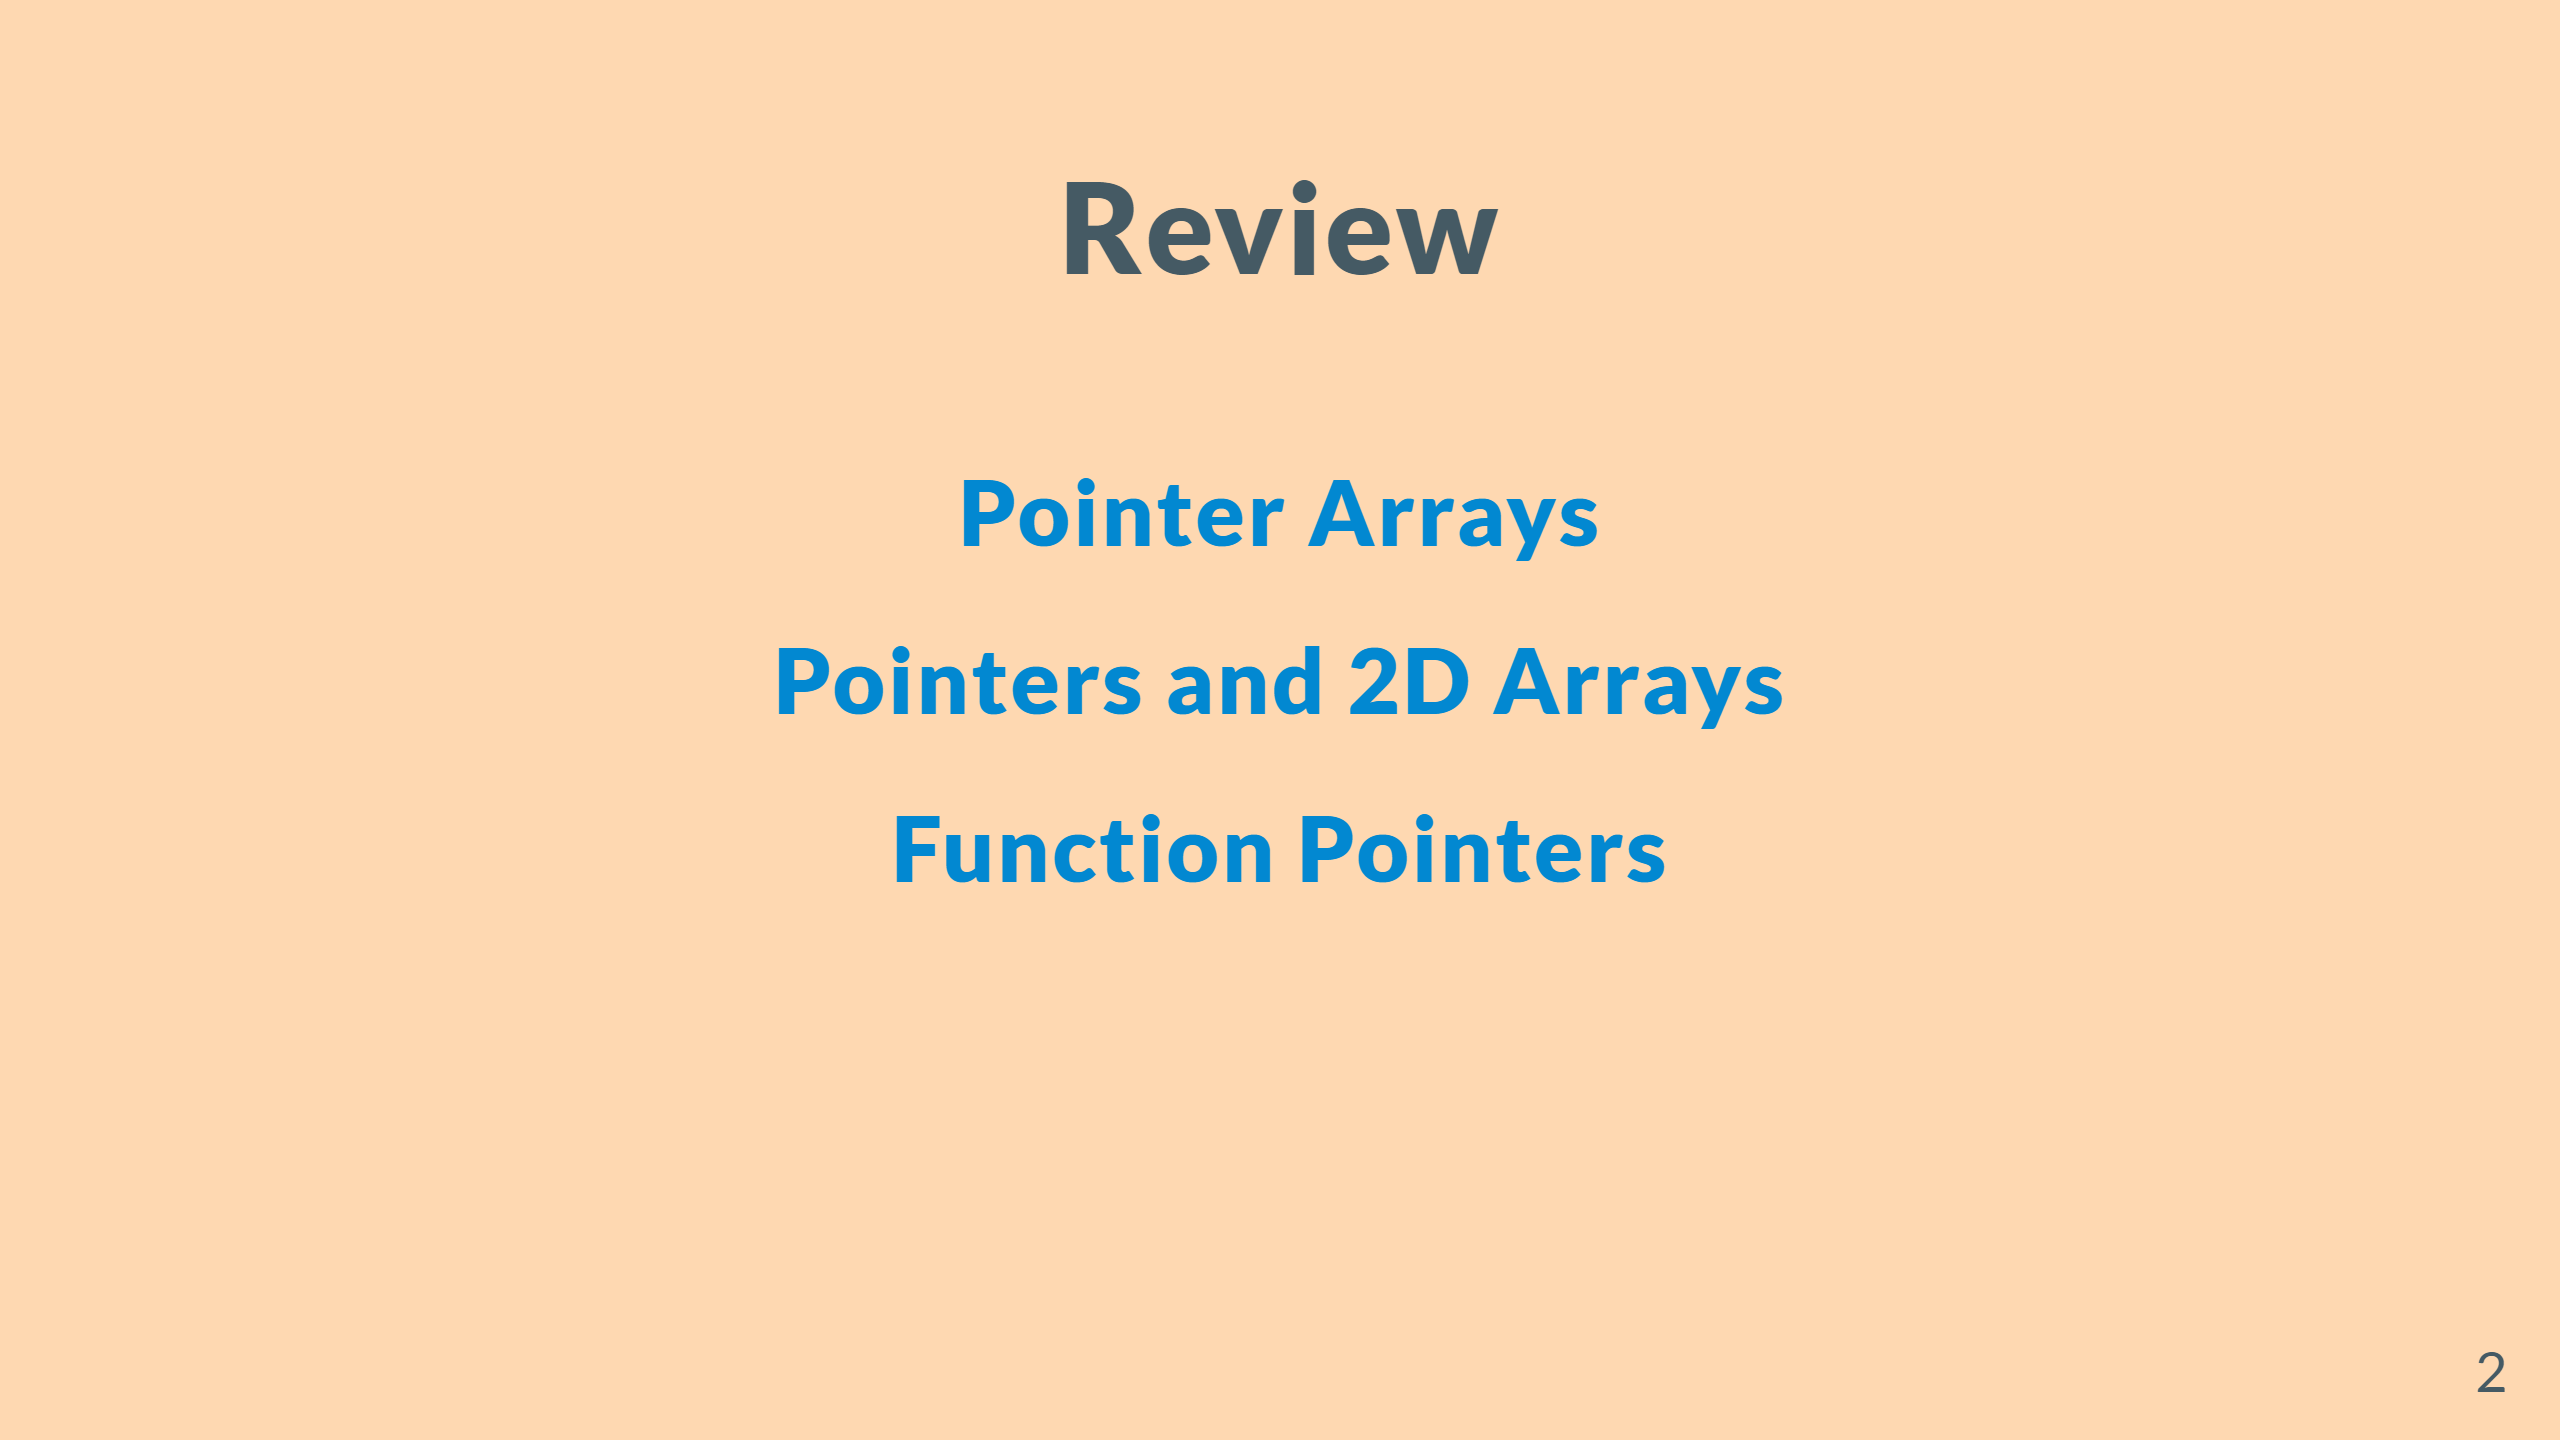 Review
Pointer Arrays
Pointers and 2D Arrays
Function Pointers
2